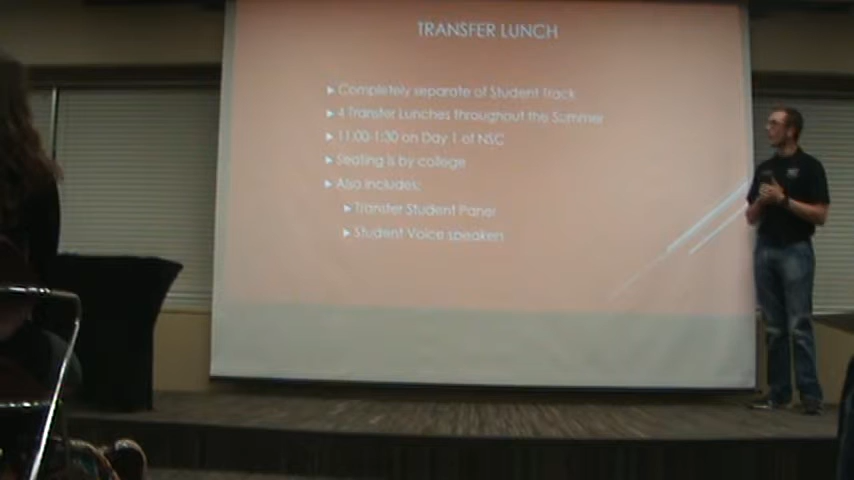 TRANSFER LUNCH
Completely separate of Student Track
4 Transfer Lunches throughout the Summer
11:00-1:30 on Day 1 of NSC
Seating is by college
Also includes:
Transfer Student Panel
Student Voice speakers